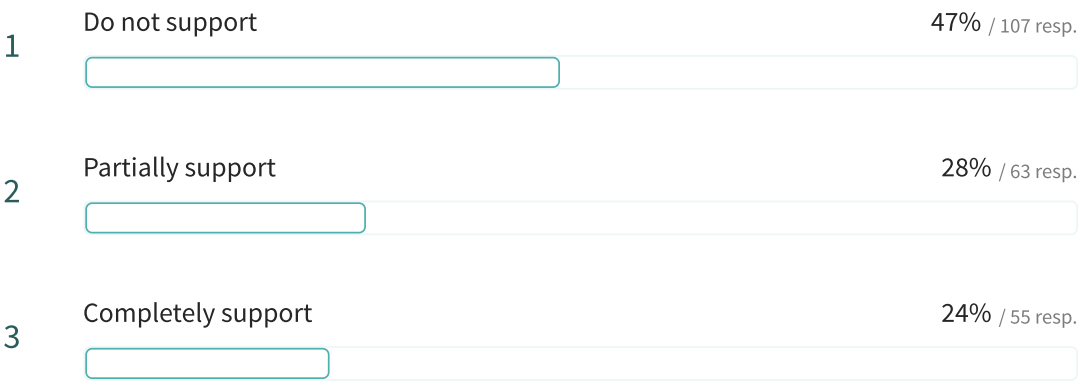 1 Do not support 47% / 107 resp.
2 Partially support 28% / 63 resp.
3 Completely support 24% / 55 resp.